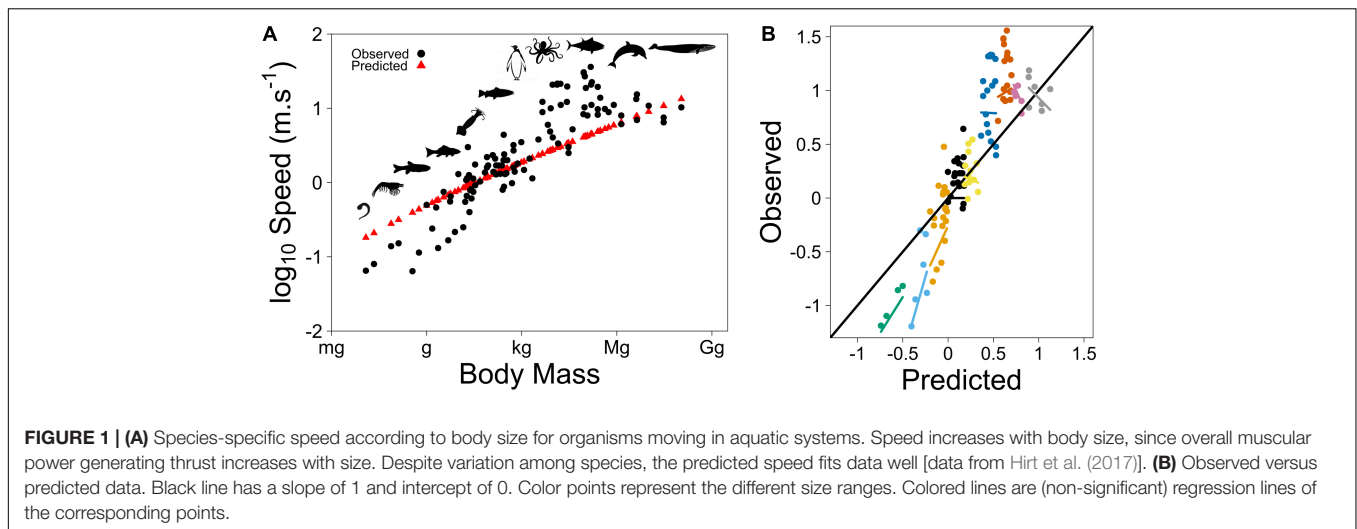 A
2
1
0
-1
-2
log10 Speed (m.s-1)
Observed
Predicted
mg
g
kg
Mg
Gg
Body Mass
B
1.5
1
0.5
0
-0.5
-1
Observed
-1
-0.5
0
0.5
1
1.5
Predicted
FIGURE 1 | (A) Species-specific speed according to body size for organisms moving in aquatic systems. Speed increases with body size, since overall muscular
power generating thrust increases with size. Despite variation among species, the predicted speed fits data well [data from Hirt et al. (2017)]. (B) Observed versus
predicted data. Black line has a slope of 1 and intercept of 0. Color points represent the different size ranges. Colored lines are (non-significant) regression lines of
the corresponding points.